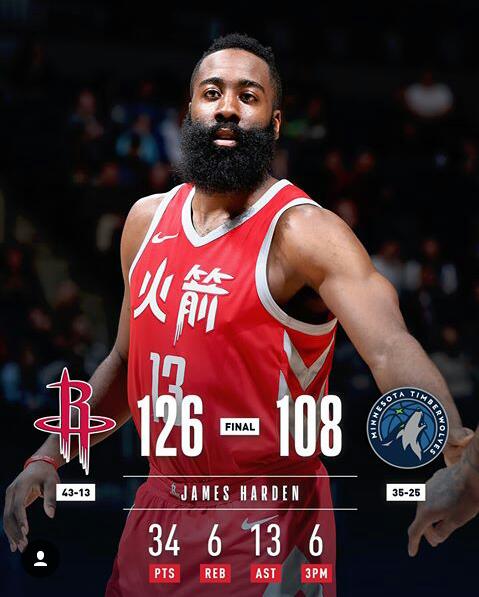 火箭
13
R
126 FINAL 108
MINNESOTA TIMBERWOLVES
43-13
35-25
JAMES HARDEN
34 6 13 6
PTS REB AST 3PM